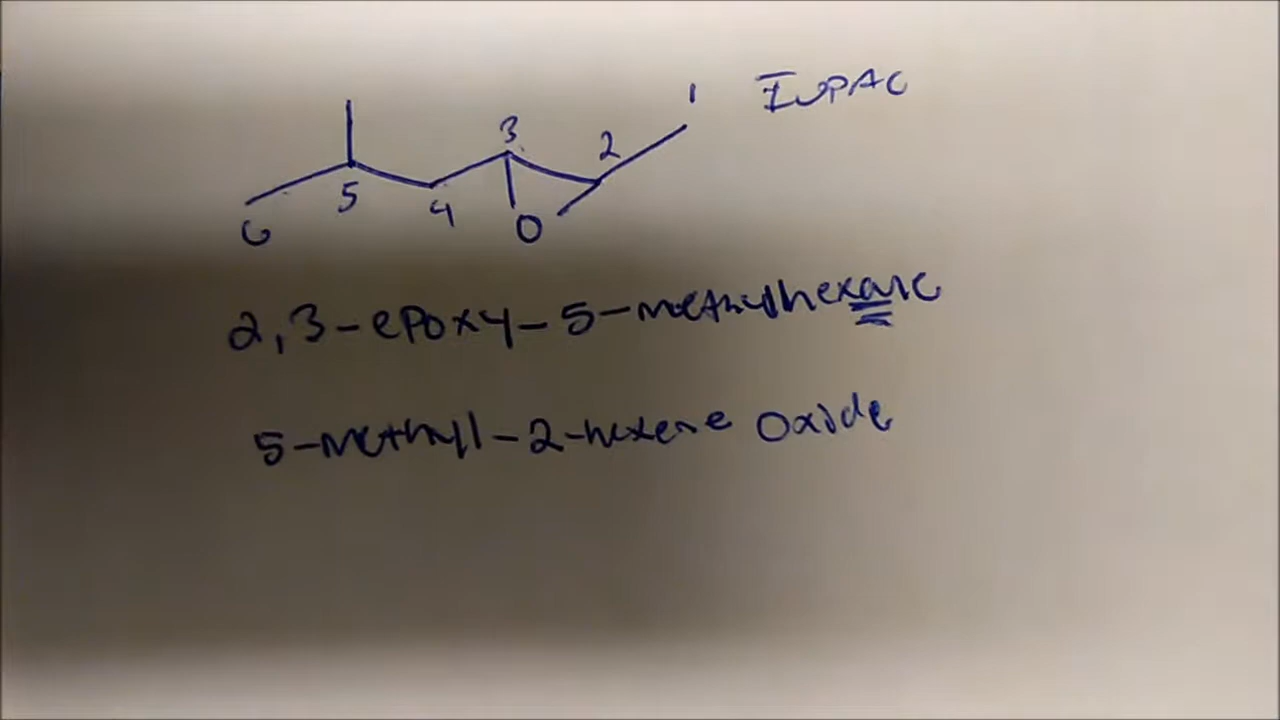 IUPAC
1
2
3
4
5
6
O
2,3-epoxy-5-methylhexane
5-methyl-2-hexene oxide